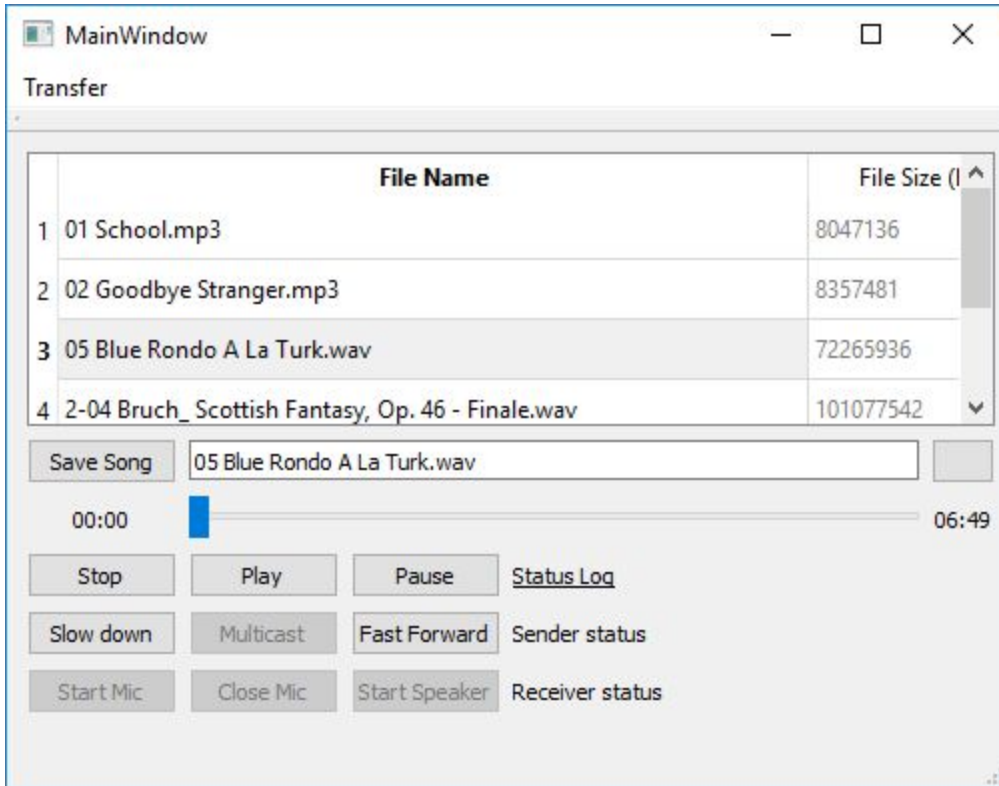 MainWindow
Transfer
File Name File Size (
1 01 School.mp3 8047136
2 02 Goodbye Stranger.mp3 8357481
3 05 Blue Rondo A La Turk.wav 72265936
4 2-04 Bruch_ Scottish Fantasy, Op. 46 - Finale.wav 101077542
Save Song 05 Blue Rondo A La Turk.wav
00:00 06:49
Stop Play Pause Status Log
Slow down Multicast Fast Forward Sender status
Start Mic Close Mic Start Speaker Receiver status